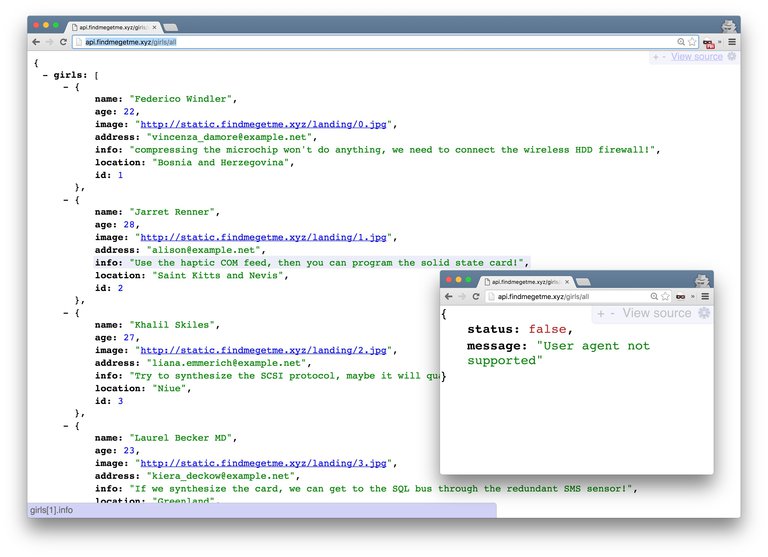 api.findmegetme.xyz/girls
api.findmegetme.xyz/girls/all
+ - View source
{
- girls: [
- {
name: "Federico Windler",
age: 22,
image: "http://static.findmegetme.xyz/landing/0.jpg",
address: "vincenza_damore@example.net",
info: "compressing the microchip won't do anything, we need to connect the wireless HDD firewall!",
location: "Bosnia and Herzegovina",
id: 1
},
- {
name: "Jarret Renner",
age: 28,
image: "http://static.findmegetme.xyz/landing/1.jpg",
address: "alison@example.net",
info: "Use the haptic COM feed, then you can program the solid state card!",
location: "Saint Kitts and Nevis",
id: 2
},
- {
name: "Khalil Skiles",
age: 27,
image: "http://static.findmegetme.xyz/landing/2.jpg",
address: "liana.emmerich@example.net",
info: "Try to synthesize the SCSI protocol, maybe it will
location: "Niue",
id: 3
},
- {
name: "Laurel Becker MD",
age: 23,
image: "http://static.findmegetme.xyz/landing/3.jpg",
address: "kiera_deckow@example.net",
info: "If we synthesize the card, we can get to the SQL bus through the redundant SMS sensor!",
location: "Greenland",
girls[1].info
api.findmegetme.xyz/girls
api.findmegetme.xyz/girls/all
+ - View source
{
status: false,
message: "User agent not
supported"
}